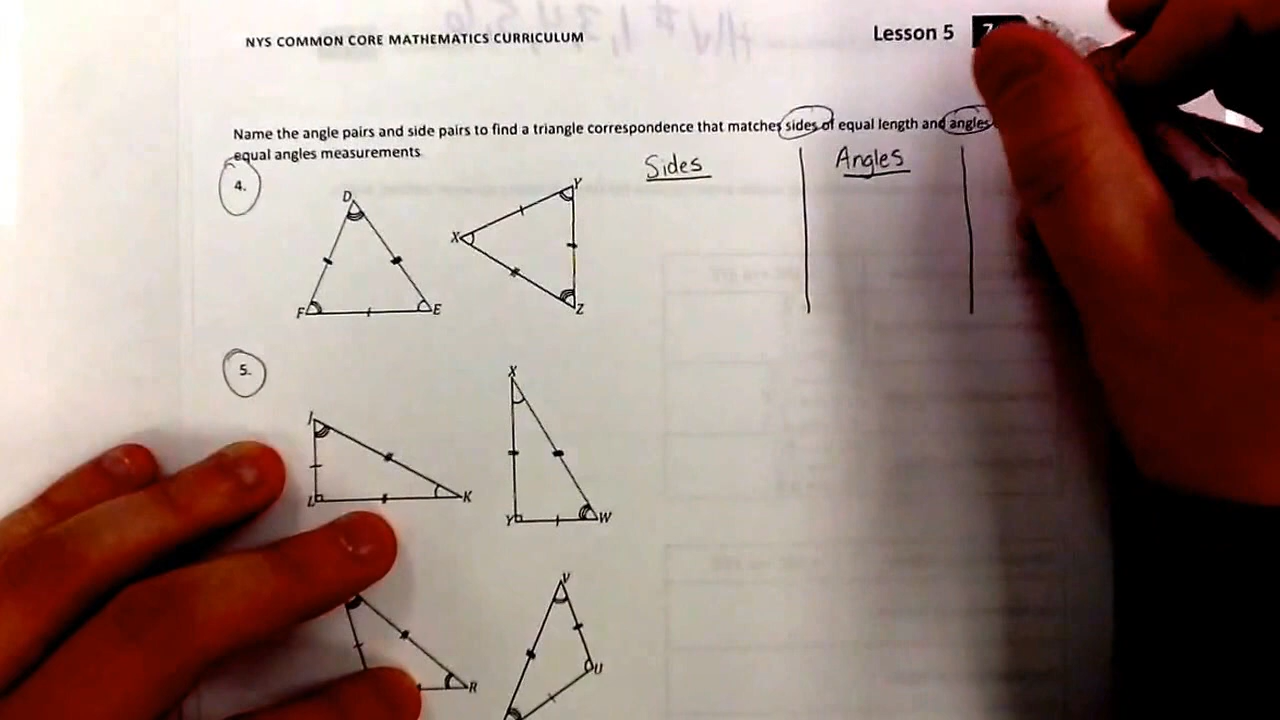 NYS COMMON CORE MATHEMATICS CURRICULUM
Lesson 5
Name the angle pairs and side pairs to find a triangle correspondence that matches sides of equal length and angles
equal angles measurements
Sides
Angles
4.
D
F
E
X
Y
Z
5.
K
X
Y
W
R
V
U